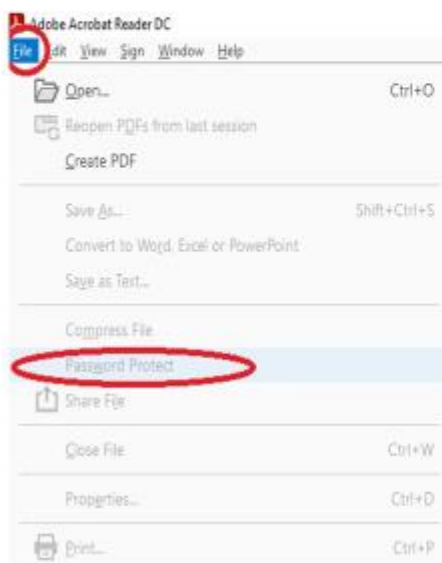 Adobe Acrobat Reader DC
File Edit View Sign Window Help
Open... Ctrl+O
Reopen PDFs from last session
Create PDF
Save As... Shift+Ctrl+S
Convert to Word, Excel or PowerPoint
Save as Text...
Compress File
Password Protect
Share File
Close File Ctrl+W
Properties... Ctrl+D
Print... Ctrl+P